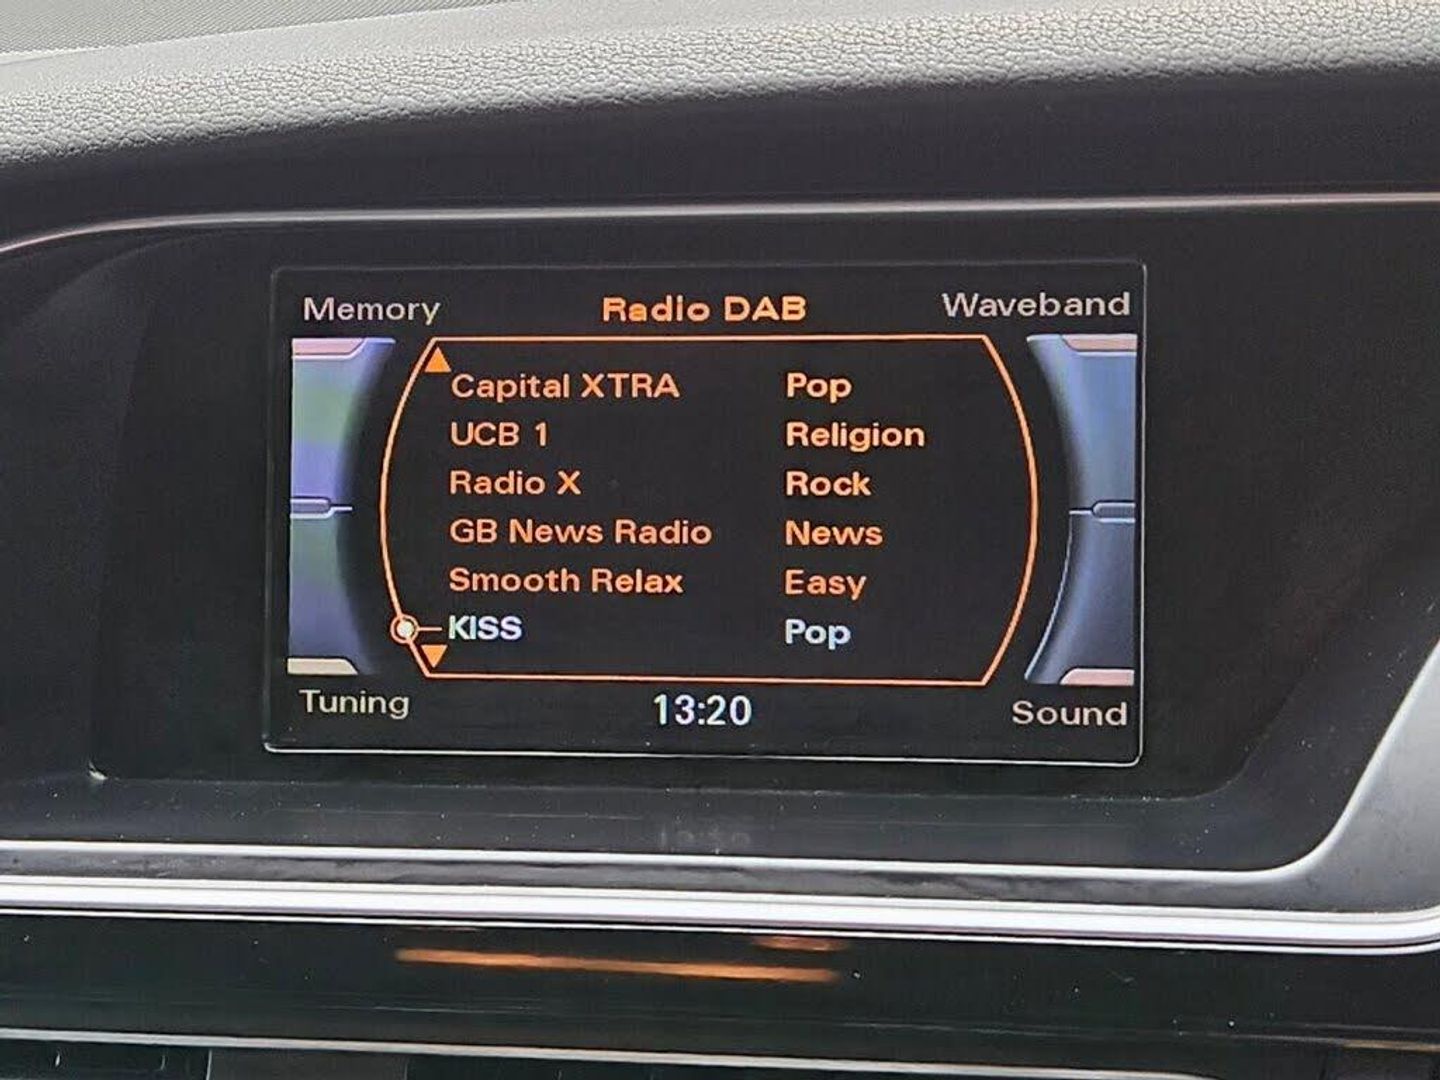 Memory Radio DAB Waveband
Capital XTRA Pop
UCB 1 Religion
Radio X Rock
GB News Radio News
Smooth Relax Easy
KISS Pop
Tuning 13:20 Sound